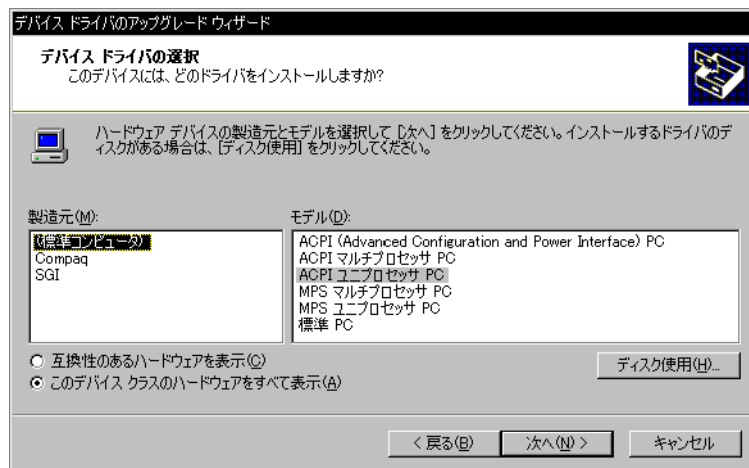 デバイス ドライバのアップグレード ウィザード
デバイス ドライバの選択
このデバイスには、どのドライバをインストールしますか?
ハードウェア デバイスの製造元とモデルを選択して [次へ] をクリックしてください。インストールするドライバのデ
ィスクがある場合は、[ディスク使用] をクリックしてください。
製造元(M):
モデル(D):
(標準コンピュータ)
Compaq
SGI
ACPI (Advanced Configuration and Power Interface) PC
ACPI マルチプロセッサ PC
ACPI ユニプロセッサ PC
MPS マルチプロセッサ PC
MPS ユニプロセッサ PC
標準 PC
互換性のあるハードウェアを表示(C)
このデバイス クラスのハードウェアをすべて表示(A)
ディスク使用(H)...
< 戻る(B)
次へ(N) >
キャンセル